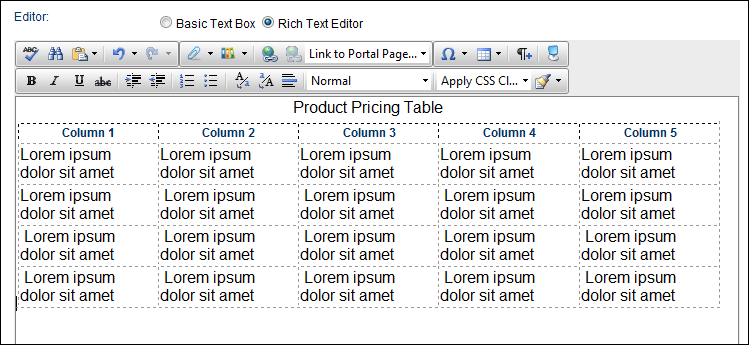 Editor:
Basic Text Box Rich Text Editor
ABC Link to Portal Page...
B I U abc Normal Apply CSS Cl...
Product Pricing Table
Column 1 Column 2 Column 3 Column 4 Column 5
Lorem ipsum Lorem ipsum Lorem ipsum Lorem ipsum Lorem ipsum
dolor sit amet dolor sit amet dolor sit amet dolor sit amet dolor sit amet
Lorem ipsum Lorem ipsum Lorem ipsum Lorem ipsum Lorem ipsum
dolor sit amet dolor sit amet dolor sit amet dolor sit amet dolor sit amet
Lorem ipsum Lorem ipsum Lorem ipsum Lorem ipsum Lorem ipsum
dolor sit amet dolor sit amet dolor sit amet dolor sit amet dolor sit amet
Lorem ipsum Lorem ipsum Lorem ipsum Lorem ipsum Lorem ipsum
dolor sit amet dolor sit amet dolor sit amet dolor sit amet dolor sit amet